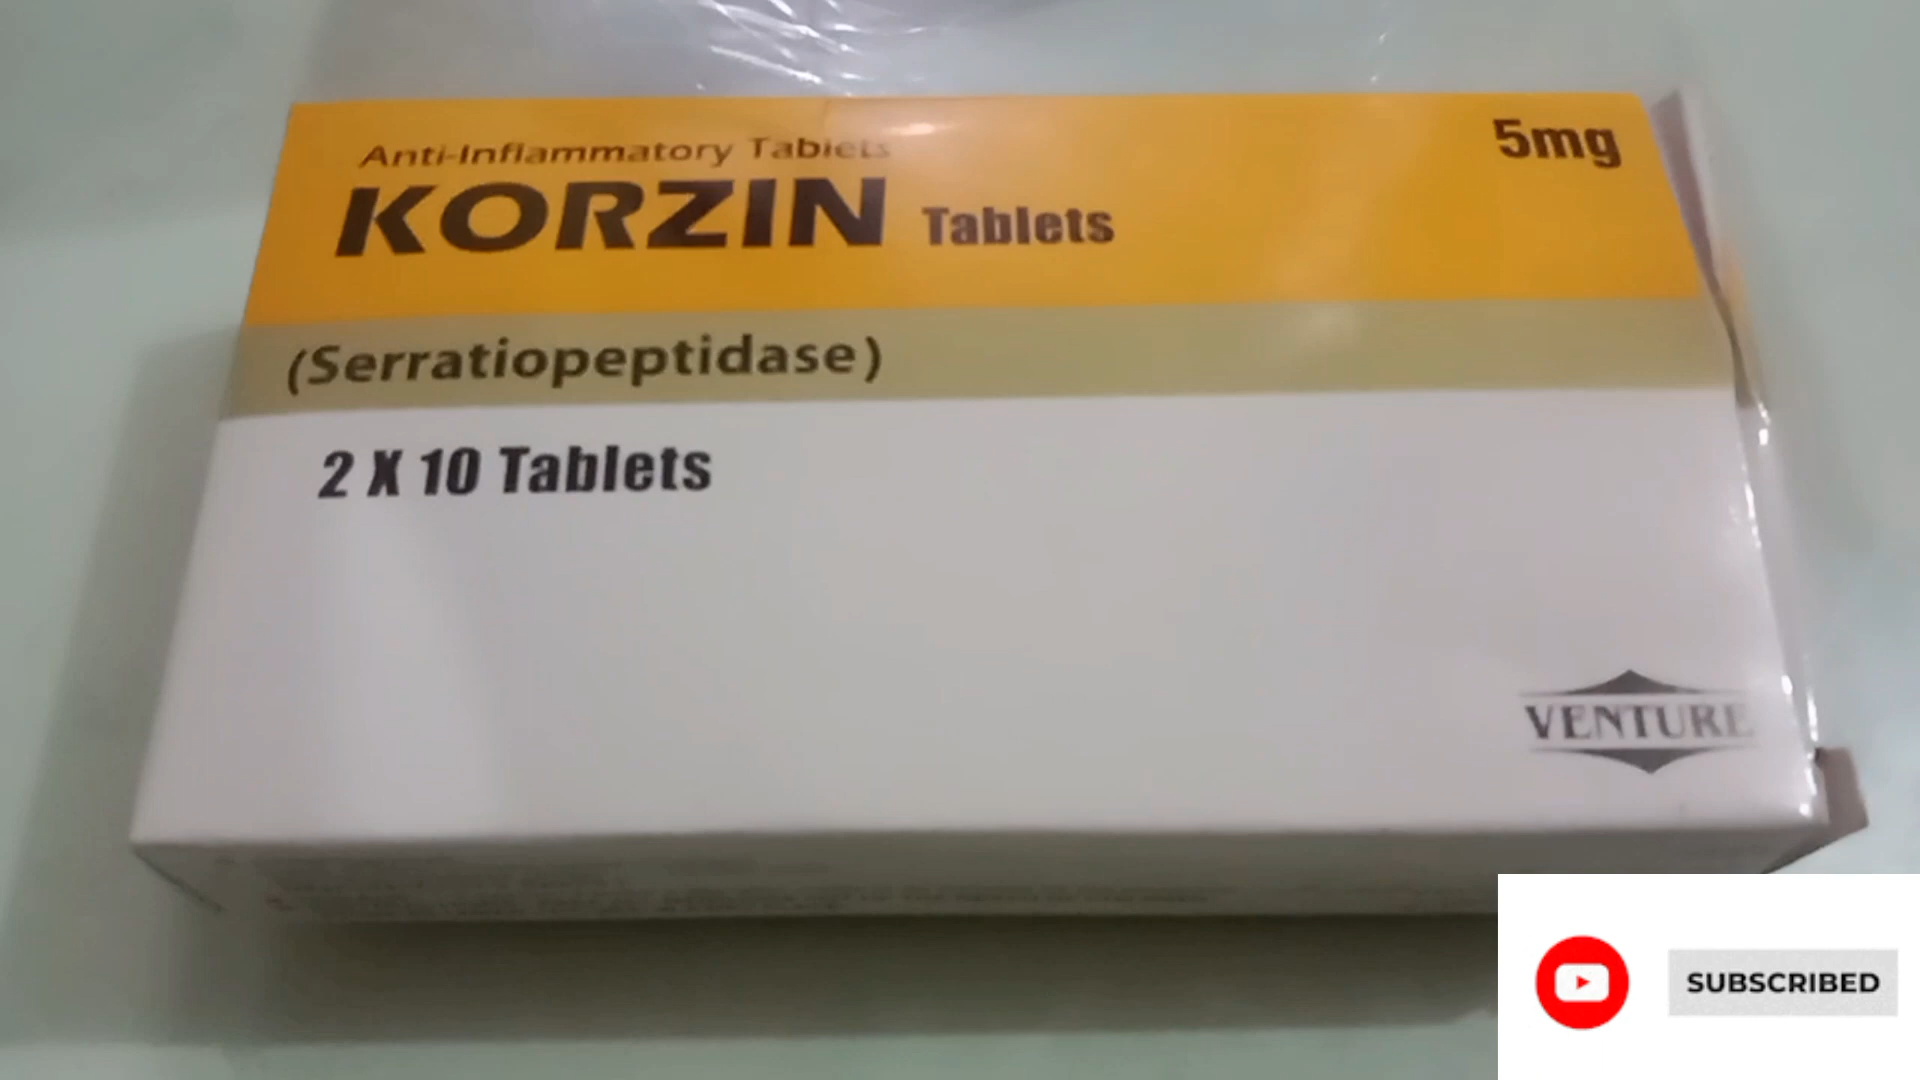 Anti-Inflammatory Tablets
5mg
KORZIN Tablets
(Serratiopeptidase)
2 X 10 Tablets
VENTURE
SUBSCRIBED